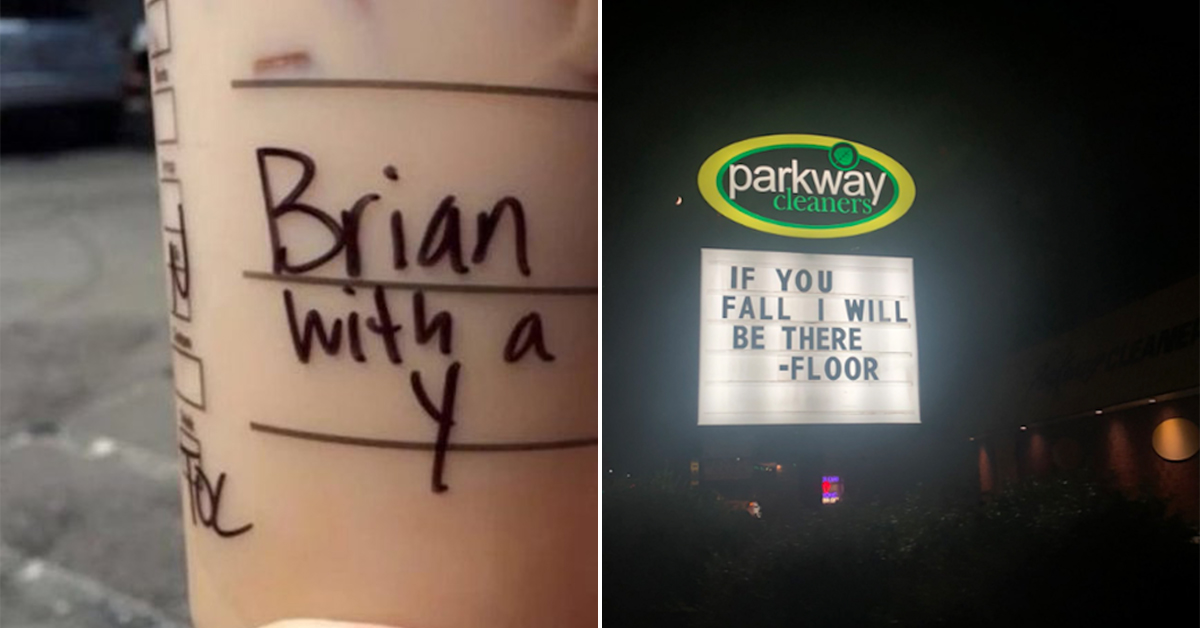 Brian
with a
y
parkway
cleaners
IF YOU
FALL I WILL
BE THERE
-FLOOR